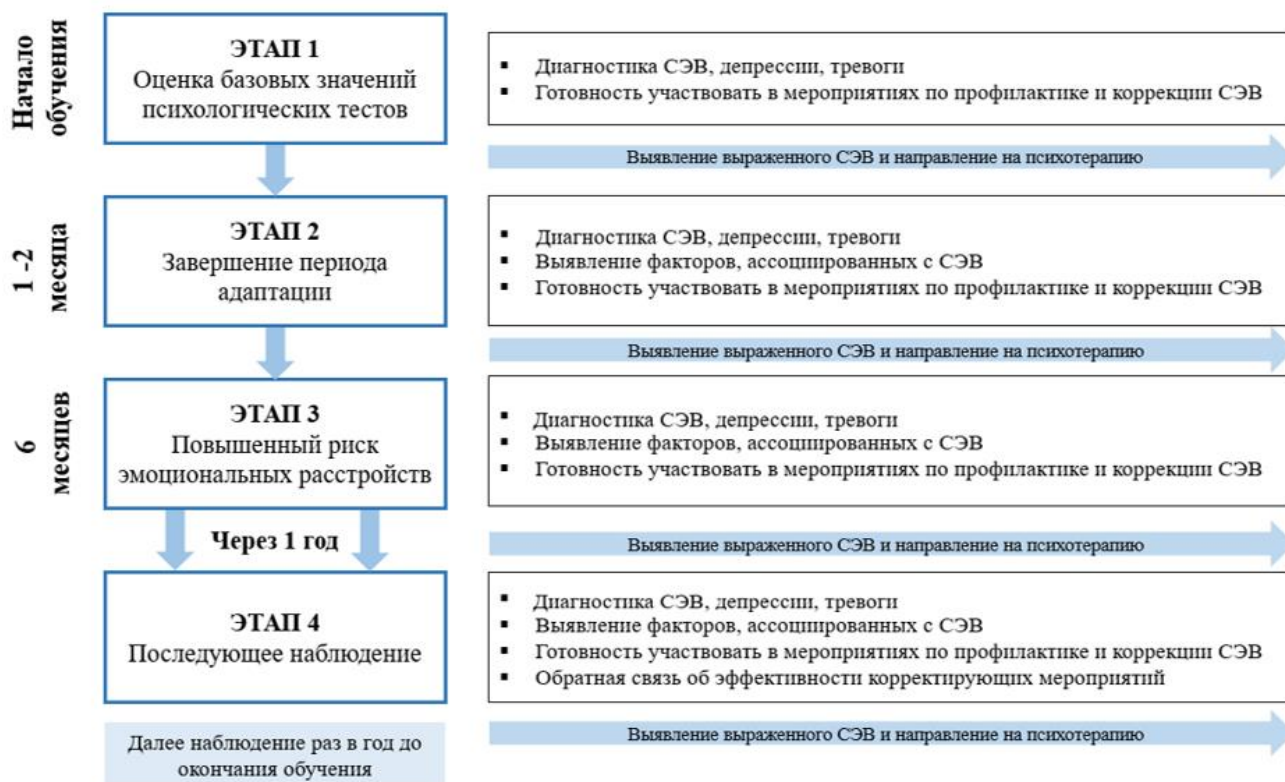 Начало
обучения
ЭТАП 1
Оценка базовых значений
психологических тестов
▪ Диагностика СЭВ, депрессии, тревоги
▪ Готовность участвовать в мероприятиях по профилактике и коррекции СЭВ
Выявление выраженного СЭВ и направление на психотерапию
1 -2
месяца
ЭТАП 2
Завершение периода
адаптации
▪ Диагностика СЭВ, депрессии, тревоги
▪ Выявление факторов, ассоциированных с СЭВ
▪ Готовность участвовать в мероприятиях по профилактике и коррекции СЭВ
Выявление выраженного СЭВ и направление на психотерапию
6
месяцев
ЭТАП 3
Повышенный риск
эмоциональных расстройств
▪ Диагностика СЭВ, депрессии, тревоги
▪ Выявление факторов, ассоциированных с СЭВ
▪ Готовность участвовать в мероприятиях по профилактике и коррекции СЭВ
Через 1 год
Выявление выраженного СЭВ и направление на психотерапию
ЭТАП 4
Последующее наблюдение
▪ Диагностика СЭВ, депрессии, тревоги
▪ Выявление факторов, ассоциированных с СЭВ
▪ Готовность участвовать в мероприятиях по профилактике и коррекции СЭВ
▪ Обратная связь об эффективности корректирующих мероприятий
Далее наблюдение раз в год до
окончания обучения
Выявление выраженного СЭВ и направление на психотерапию